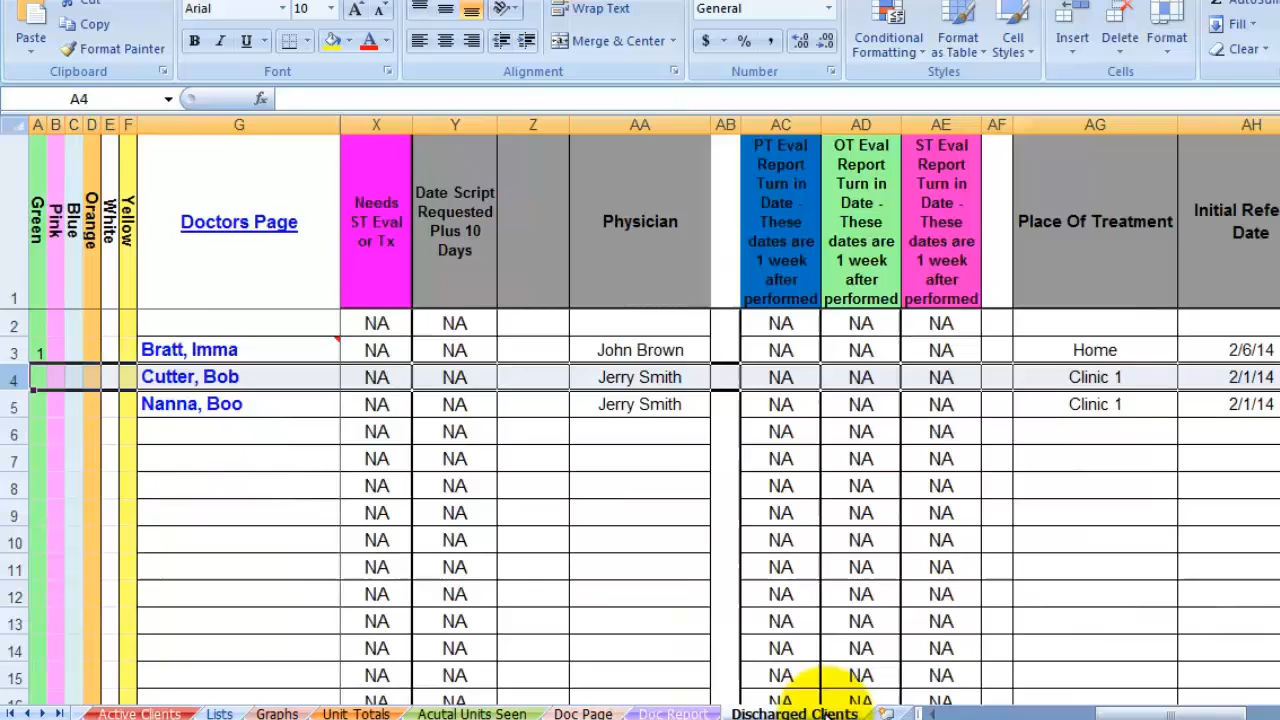 Cut
Arial 10 A A Wrap Text General AutoSum
Copy
Paste B I U A Merge & Center $ % , Conditional Format Cell Insert Delete Format Fill
Format Painter Formatting as Table Styles Clear
Clipboard Font Alignment Number Styles Cells
A4 fx
A B C D E F G X Y Z AA AB AC AD AE AF AG AH
1 Green Pink Blue Orange White Yellow
Doctors Page
Needs
ST Eval
or Tx
Date Script
Requested
Plus 10
Days
Physician
PT Eval
Report
Turn in
Date -
These
dates are
1 week
after
performed
OT Eval
Report
Turn in
Date -
These
dates are
1 week
after
performed
ST Eval
Report
Turn in
Date -
These
dates are
1 week
after
performed
Place Of Treatment
Initial Refe
Date
2 NA NA NA NA NA
3 1 Bratt, Imma NA NA John Brown NA NA NA Home 2/6/14
4 Cutter, Bob NA NA Jerry Smith NA NA NA Clinic 1 2/1/14
5 Nanna, Boo NA NA Jerry Smith NA NA NA Clinic 1 2/1/14
6 NA NA NA NA NA
7 NA NA NA NA NA
8 NA NA NA NA NA
9 NA NA NA NA NA
10 NA NA NA NA NA
11 NA NA NA NA NA
12 NA NA NA NA NA
13 NA NA NA NA NA
14 NA NA NA NA NA
15 NA NA NA NA NA
16 NA NA NA NA NA
Active Clients Lists Graphs Unit Totals Acutal Units Seen Doc Page Doc Report Discharged Clients